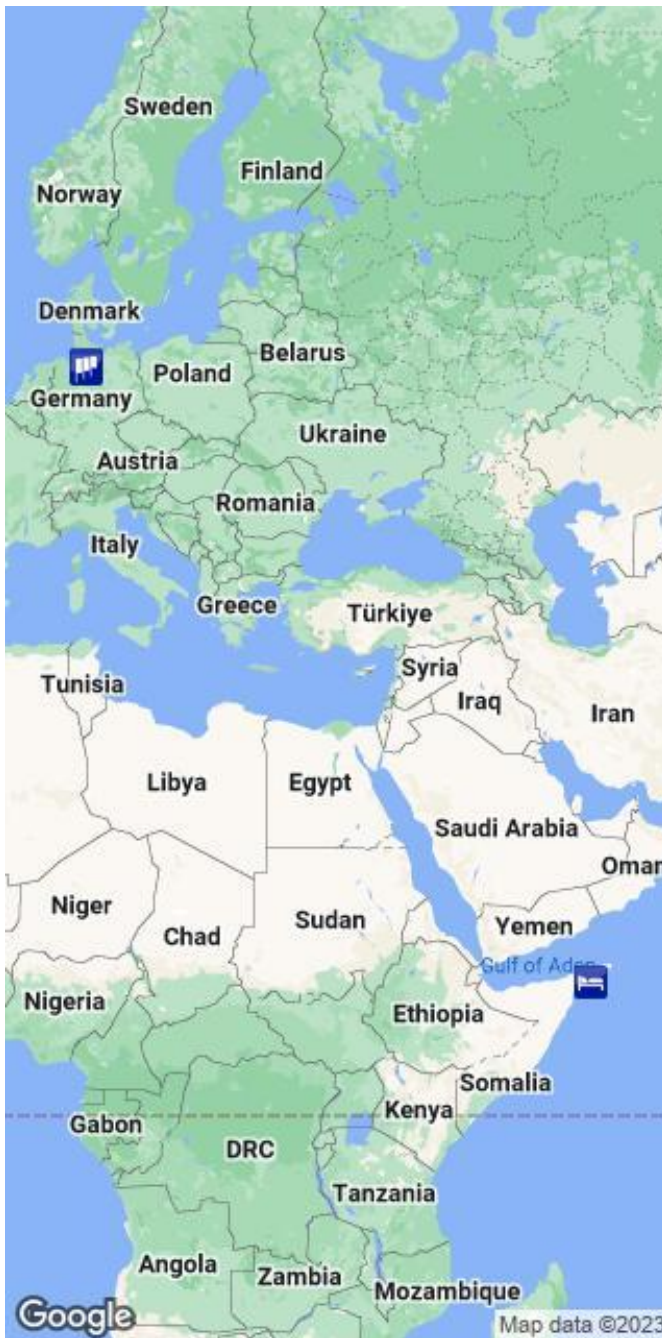 Sweden
Finland
Norway
Denmark
Belarus
Poland
Germany
Ukraine
Austria
Romania
Italy
Greece
Türkiye
Syria
Tunisia
Iraq
Iran
Libya
Egypt
Saudi Arabia
Oman
Niger
Sudan
Yemen
Chad
Gulf of Aden
Nigeria
Ethiopia
Somalia
Kenya
Gabon
DRC
Tanzania
Angola
Zambia
Mozambique
Google
Map data ©2023